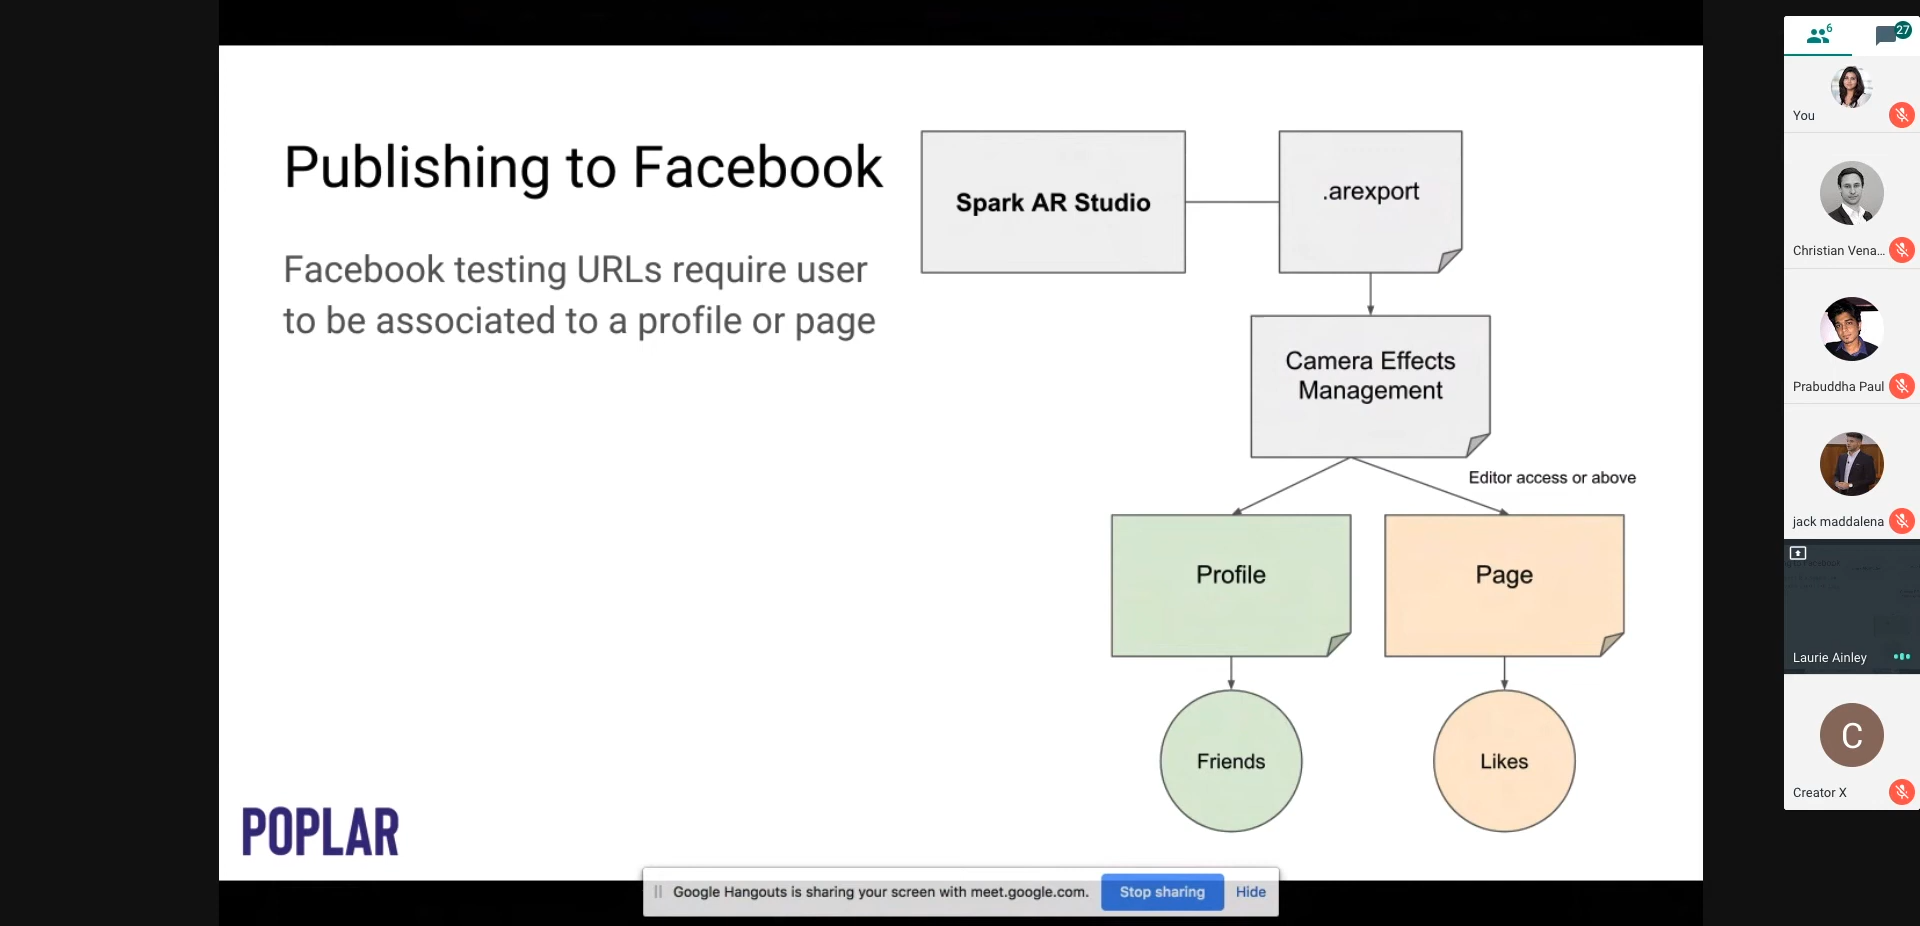 Publishing to Facebook
Facebook testing URLs require user
to be associated to a profile or page
Spark AR Studio
.arexport
Camera Effects
Management
Editor access or above
Profile
Page
Friends
Likes
POPLAR
Google Hangouts is sharing your screen with meet.google.com.
Stop sharing
Hide
6
27
You
Christian Vena...
Prabuddha Paul
jack maddalena
Laurie Ainley
C
Creator X